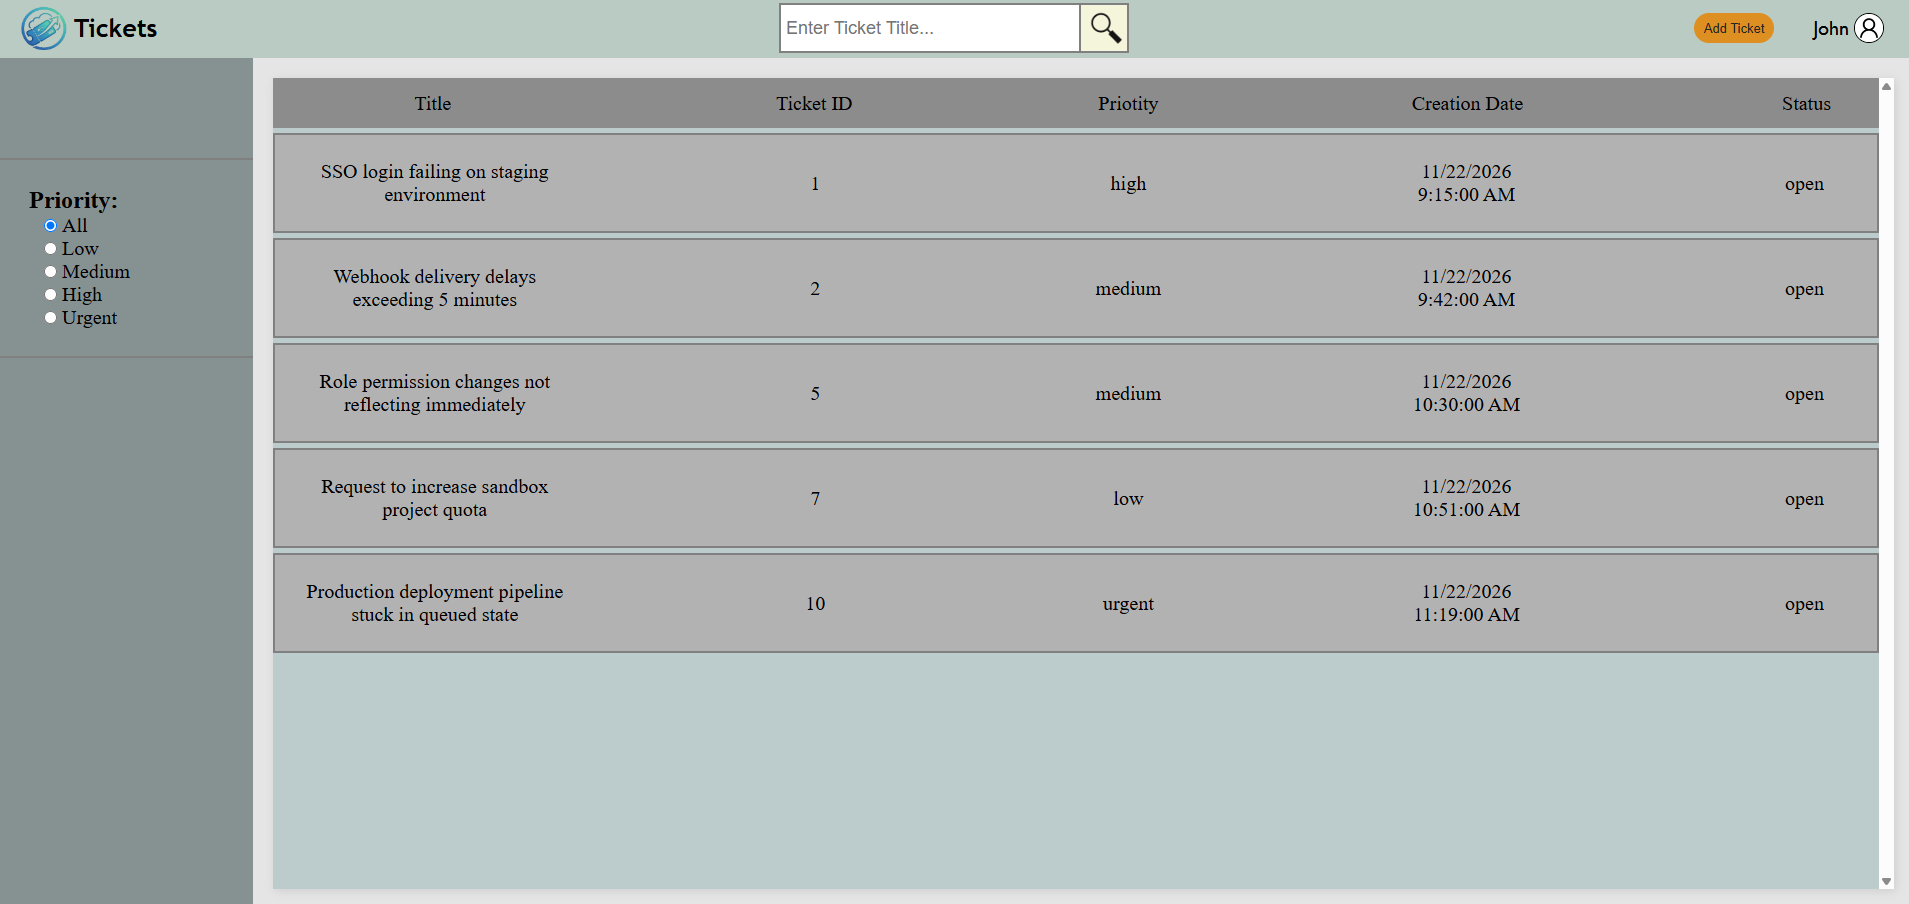 Tickets
Enter Ticket Title...
Add Ticket
John
Priority:
All
Low
Medium
High
Urgent
Title Ticket ID Priotity Creation Date Status
SSO login failing on staging
environment
1
high
11/22/2026
9:15:00 AM
open
Webhook delivery delays
exceeding 5 minutes
2
medium
11/22/2026
9:42:00 AM
open
Role permission changes not
reflecting immediately
5
medium
11/22/2026
10:30:00 AM
open
Request to increase sandbox
project quota
7
low
11/22/2026
10:51:00 AM
open
Production deployment pipeline
stuck in queued state
10
urgent
11/22/2026
11:19:00 AM
open